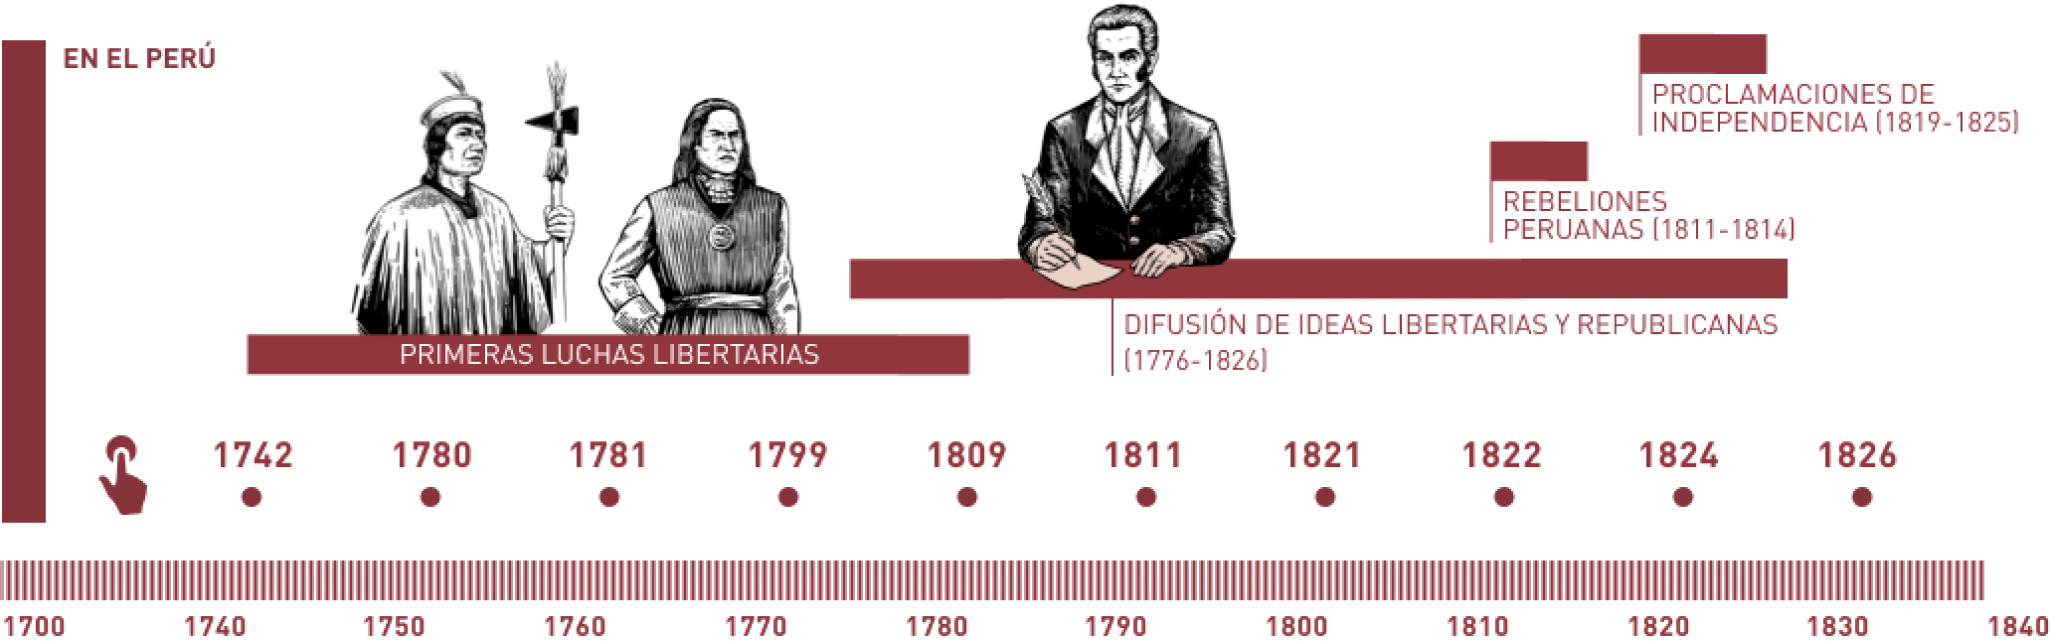 EN EL PERÚ
PROCLAMACIONES DE
INDEPENDENCIA (1819-1825)
REBELIONES
PERUANAS (1811-1814)
DIFUSIÓN DE IDEAS LIBERTARIAS Y REPUBLICANAS
(1776-1826)
PRIMERAS LUCHAS LIBERTARIAS
1742 1780 1781 1799 1809 1811 1821 1822 1824 1826
1700 1740 1750 1760 1770 1780 1790 1800 1810 1820 1830 1840